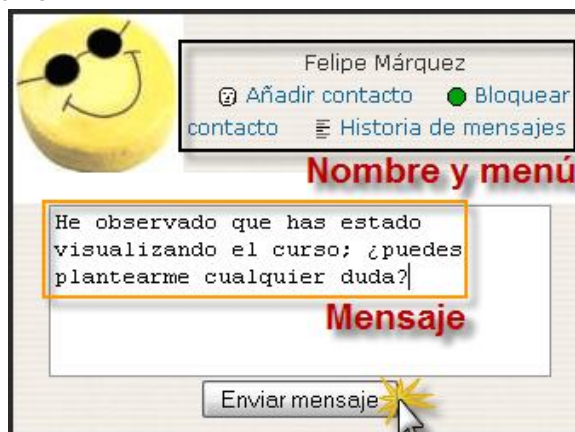 Felipe Márquez
Añadir contacto Bloquear
contacto Historia de mensajes
Nombre y menú
He observado que has estado
visualizando el curso; ¿puedes
plantearme cualquier duda?
Mensaje
Enviar mensaje